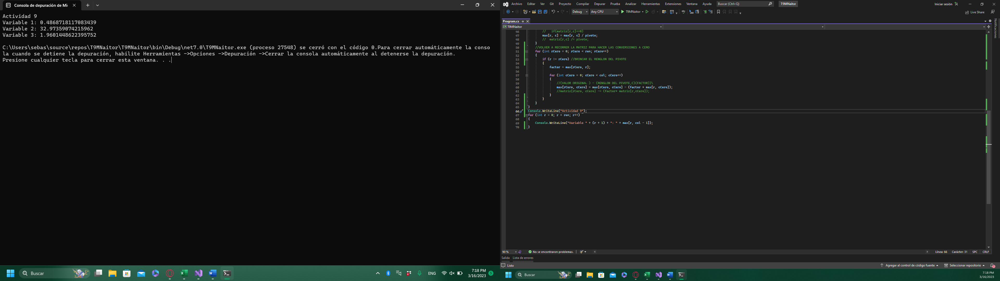 Consola de depuración de Mi
Actividad 9
Variable 1: 0.4868718117083439
Variable 2: 32.97359074215962
Variable 3: 1.9601448622395752
C:\Users\sebas\source\repos\T9MNaitor\T9MNaitor\bin\Debug\net7.0\T9MNaitor.exe (proceso 27548) se cerró con el código 0.Para cerrar automáticamente la conso
la cuando se detiene la depuración, habilite Herramientas ->Opciones ->Depuración ->Cerrar la consola automáticamente al detenerse la depuración.
Presione cualquier tecla para cerrar esta ventana. . .
Buscar
ENG
7:18 PM
3/16/2023
5
Archivo Editar Ver Git Proyecto Compilar Depurar Prueba Analizar Herramientas Extensiones Ventana Ayuda Buscar (Ctrl+Q) T9MNaitor Iniciar sesión
Debug Any CPU T9MNaitor Live Share
Program.cs
T9MNaitor
Notificaciones
46 // if(matriz[r,c]==0)
47 max[r, c] = max[r, c] / pivote;
48 // matriz[r,c] /= pivote;
49 }
50 //VOLVER A RECORRER LA MATRIZ PARA HACER LAS CONVERSIONES A CERO
51 for (int rCero = 0; rCero < ren; rCero++)
52 {
53 if (r != rCero) //BRINCAR EL RENGLON DEL PIVOTE
54 {
55 factor = max[rCero, r];
56
57 for (int cCero = 0; cCero < col; cCero++)
58 {
59 //(VALOR ORIGINAL ) - (RENGLON DEL PIVOTE,C)(FACTOR))\
60 max[rCero, cCero] = max[rCero, cCero] - (factor * max[r, cCero]);
61 //matriz[rCero, cCero] -= (factor* matriz[r,cCero]);
62 }
63 }
64 }
65 }
66 Console.WriteLine("Actividad 9");
67 for (int r = 0; r < ren; r++)
68 {
69 Console.WriteLine("Variable " + (r + 1) + ": " + max[r, col - 1]);
70 }
90 % No se encontraron problemas. Línea: 66 Carácter: 31 SPC CRLF
Salida Lista de errores
Listo Agregar al control de código fuente Seleccionar repositorio 1
Buscar
7:18 PM
3/16/2023